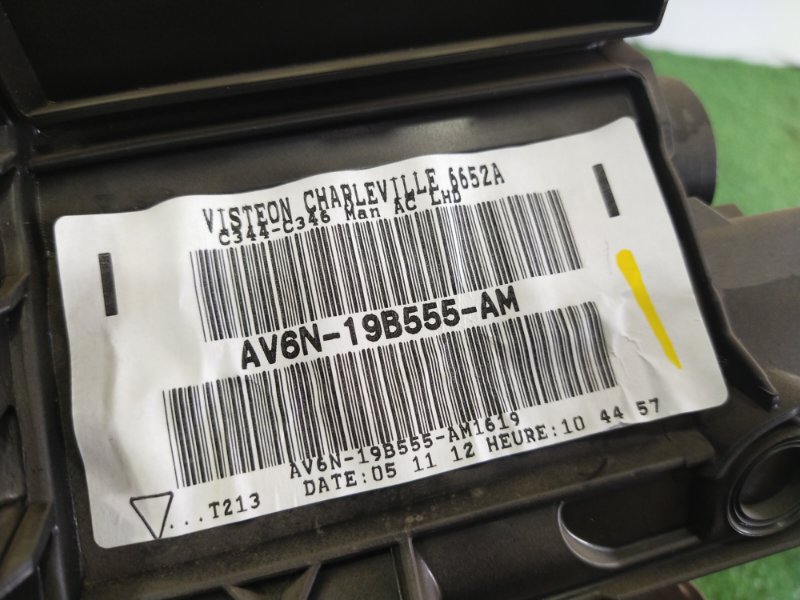 VISTEON CHARLEVILLE 6652A
C344-C346 Man AC LHD
AV6N-19B555-AM
AV6N-19B555-AM1619
DATE:05 11 12 HEURE:10 44 57
...T213